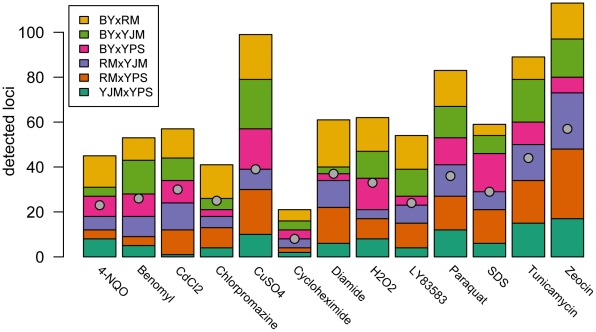 BYxRM
BYxYJM
BYxYPS
RMxYJM
RMxYPS
YJMxYPS
detected loci
100
80
60
40
20
0
4-NQO
Benomyl
CdCl2
Chlorpromazine
CuSO4
Cycloheximide
Diamide
H2O2
LY83583
Paraquat
SDS
Tunicamycin
Zeocin